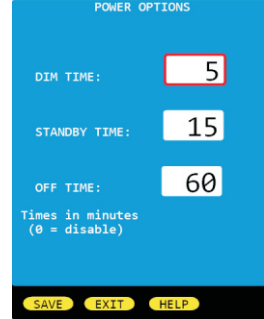 POWER OPTIONS
DIM TIME: 5
STANDBY TIME: 15
OFF TIME: 60
Times in minutes
(0 = disable)
SAVE EXIT HELP